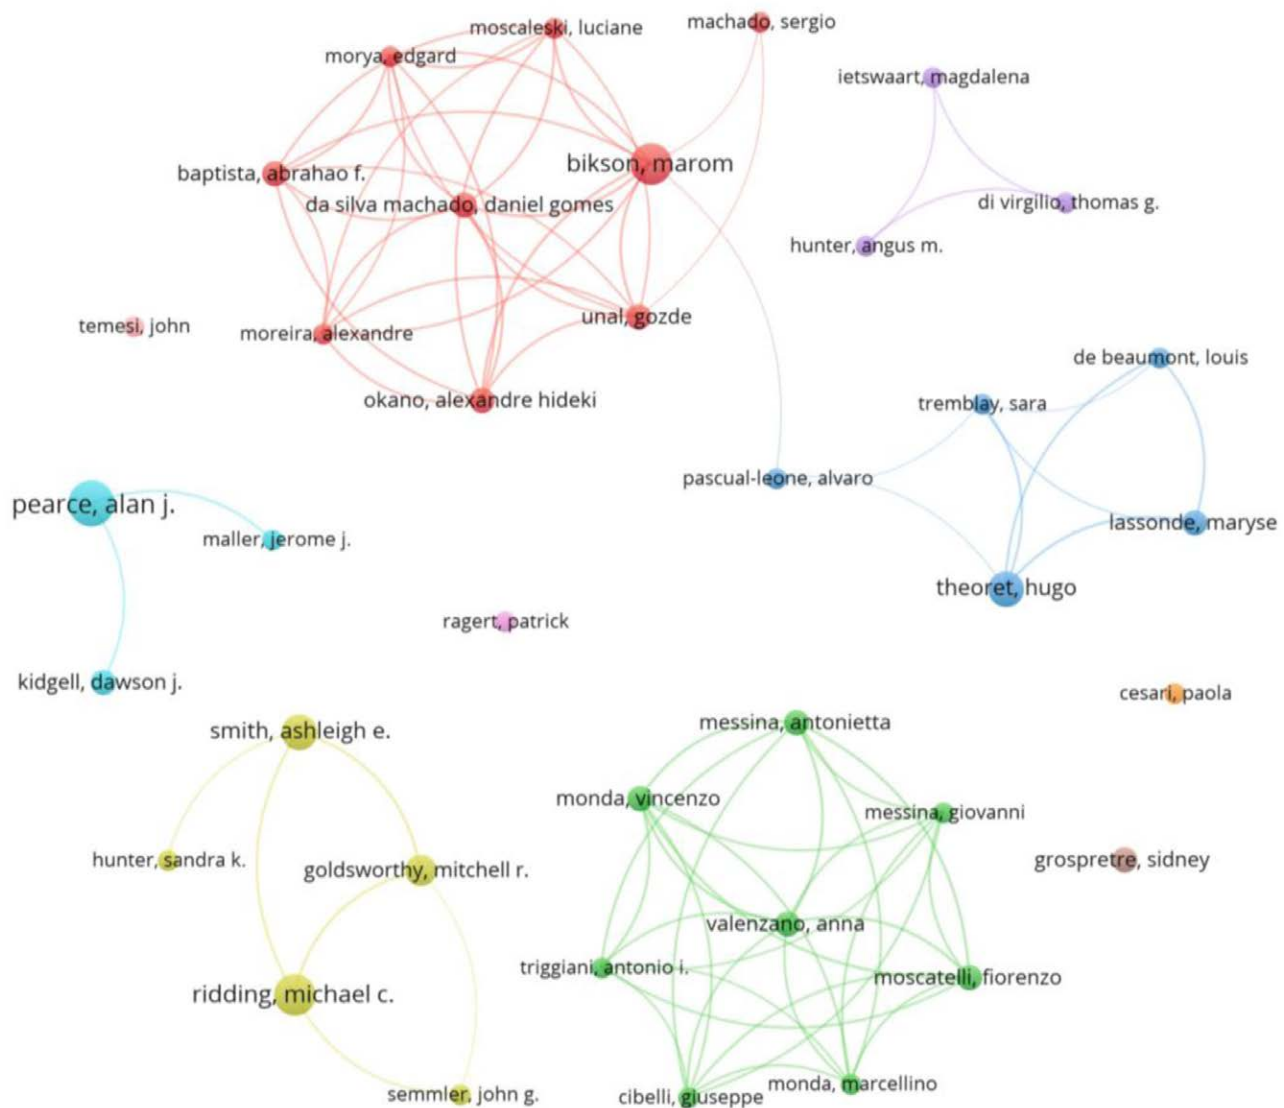 moscaleski, luciane
machado, sergio
morya, edgard
ietswaart, magdalena
bikson, marom
baptista, abrahao f.
da silva machado, daniel gomes
di virgilio, thomas g.
hunter, angus m.
unal, gozde
temesi, john
moreira, alexandre
de beaumont, louis
okano, alexandre hideki
tremblay, sara
pascual-leone, alvaro
pearce, alan j.
lassonde, maryse
maller, jerome j.
theoret, hugo
ragert, patrick
kidgell, dawson j.
cesari, paola
messina, antonietta
smith, ashleigh e.
monda, vincenzo
messina, giovanni
hunter, sandra k.
grospretre, sidney
goldsworthy, mitchell r.
valenzano, anna
triggiani, antonio i.
moscatelli, fiorenzo
ridding, michael c.
monda, marcellino
semmler, john g.
cibelli, giuseppe